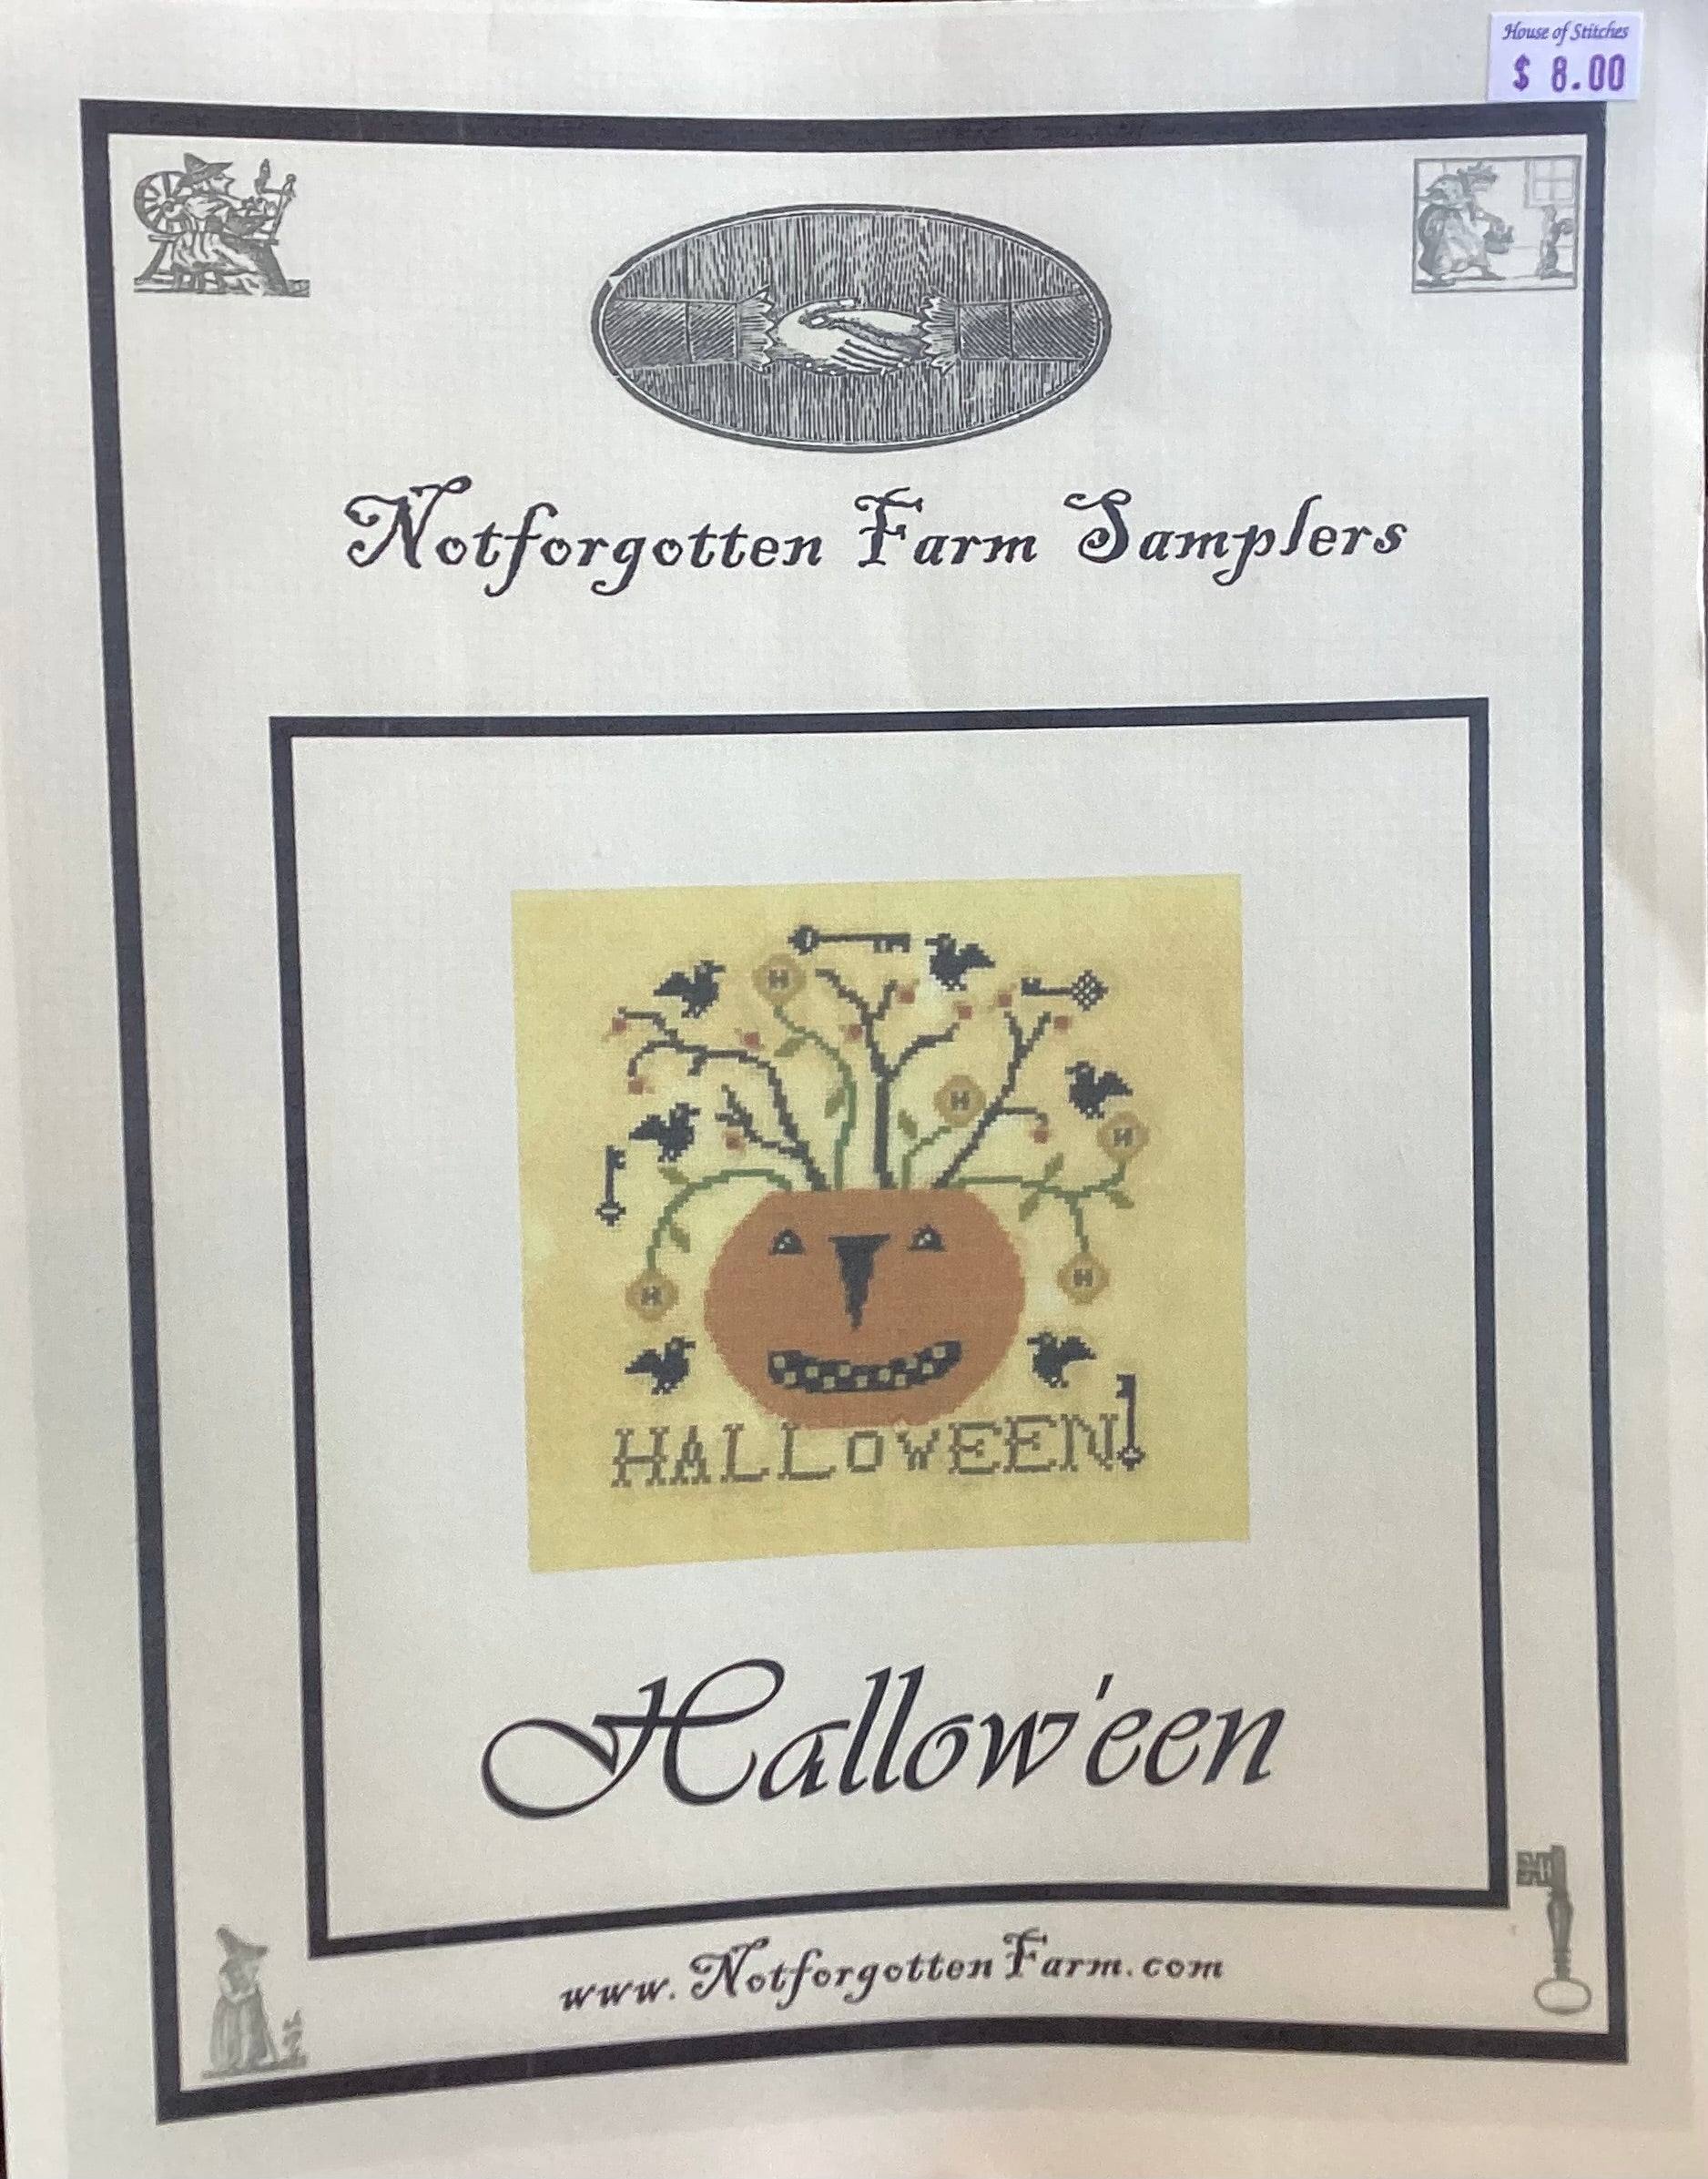 House of Stitches
$ 8.00
Notforgotten Farm Samplers
H
H
H
H
H
HALLOWEEN
Hallow'een
www.NotforgottenFarm.com